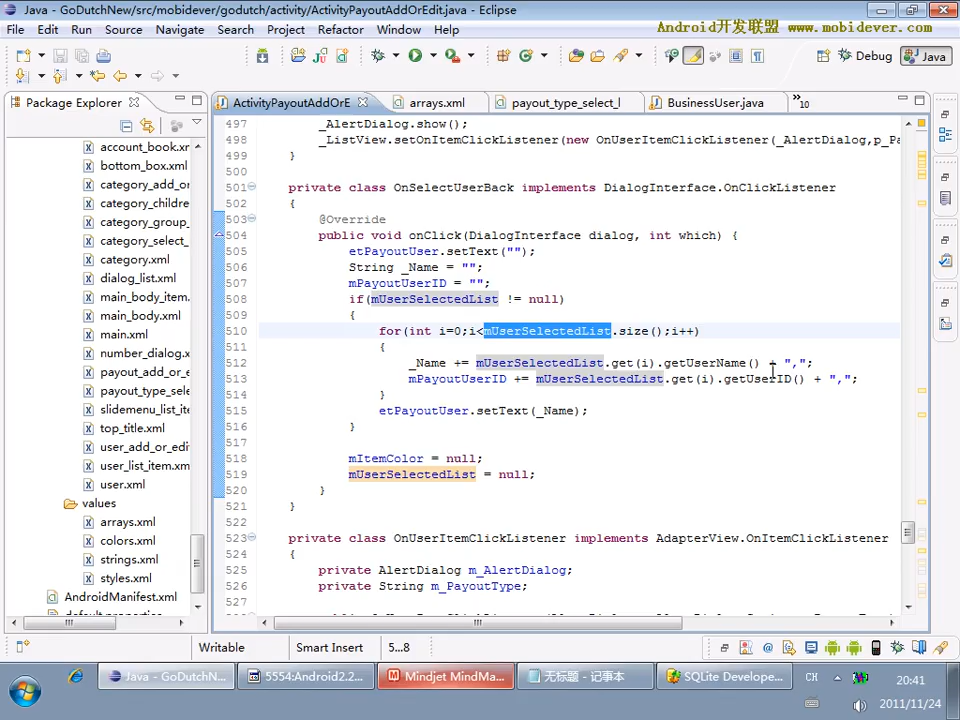 Java - GoDutchNew/src/mobidever/godutch/activity/ActivityPayoutAddOrEdit.java - Eclipse
Android开发联盟 www.mobidever.com
File Edit Source Refactor Navigate Search Project Refactor Window Help
Debug Java
Package Explorer
ActivityPayoutAddOrE arrays.xml payout_type_select_l BusinessUser.java »10
account_book.xm
bottom_box.xml
category_add_or
category_childre
category_group_
category_select_
category.xml
dialog_list.xml
main_body_item.
main_body.xml
main.xml
number_dialog.x
payout_add_or_e
payout_type_sele
slidemenu_list_ite
top_title.xml
user_add_or_edi
user_list_item.xm
user.xml
values
arrays.xml
colors.xml
strings.xml
styles.xml
AndroidManifest.xml
default.properties
497 _AlertDialog.show();
498 _ListView.setOnItemClickListener(new OnUserItemClickListener(_AlertDialog,p_Pa
499 }
500
501 private class OnSelectUserBack implements DialogInterface.OnClickListener
502 {
503 @Override
504 public void onClick(DialogInterface dialog, int which) {
505 etPayoutUser.setText("");
506 String _Name = "";
507 mPayoutUserID = "";
508 if(mUserSelectedList != null)
509 {
510 for(int i=0;i<mUserSelectedList.size();i++)
511 {
512 _Name += mUserSelectedList.get(i).getUserName() + ",";
513 mPayoutUserID += mUserSelectedList.get(i).getUserID() + ",";
514 }
515 etPayoutUser.setText(_Name);
516 }
517
518 mItemColor = null;
519 mUserSelectedList = null;
520 }
521 }
522
523 private class OnUserItemClickListener implements AdapterView.OnItemClickListener
524 {
525 private AlertDialog m_AlertDialog;
526 private String m_PayoutType;
527
Writable Smart Insert 5...8
Java - GoDutchN... 5554:Android2.2... Mindjet MindMa... 无标题 - 记事本 SQLite Develope... CH 20:41
2011/11/24